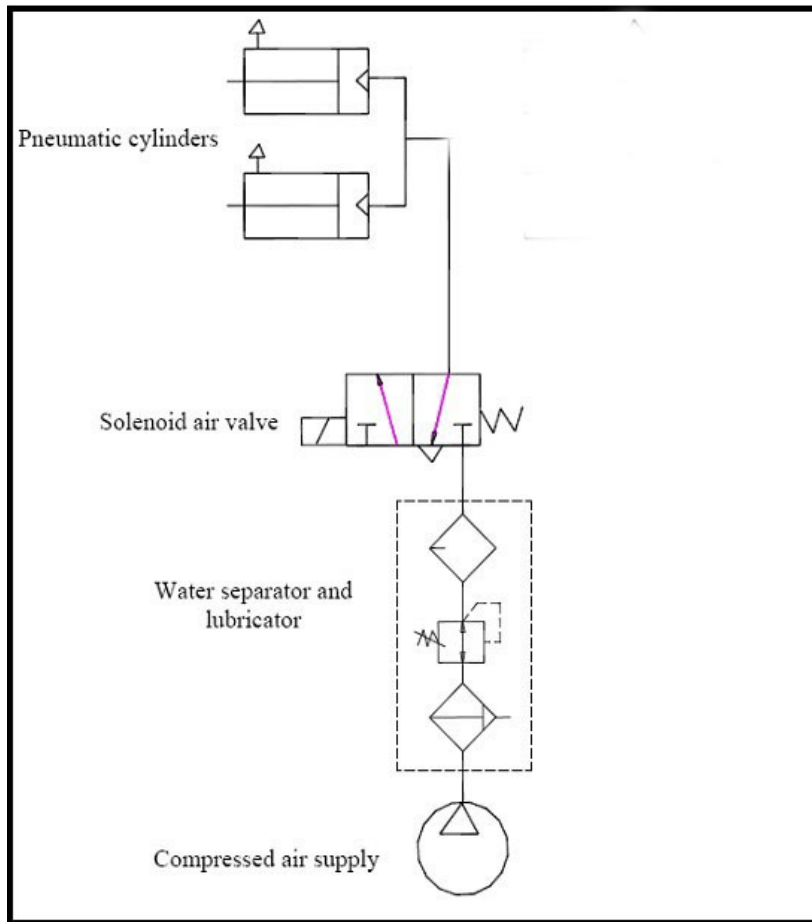 Pneumatic cylinders
Solenoid air valve
Water separator and
lubricator
Compressed air supply